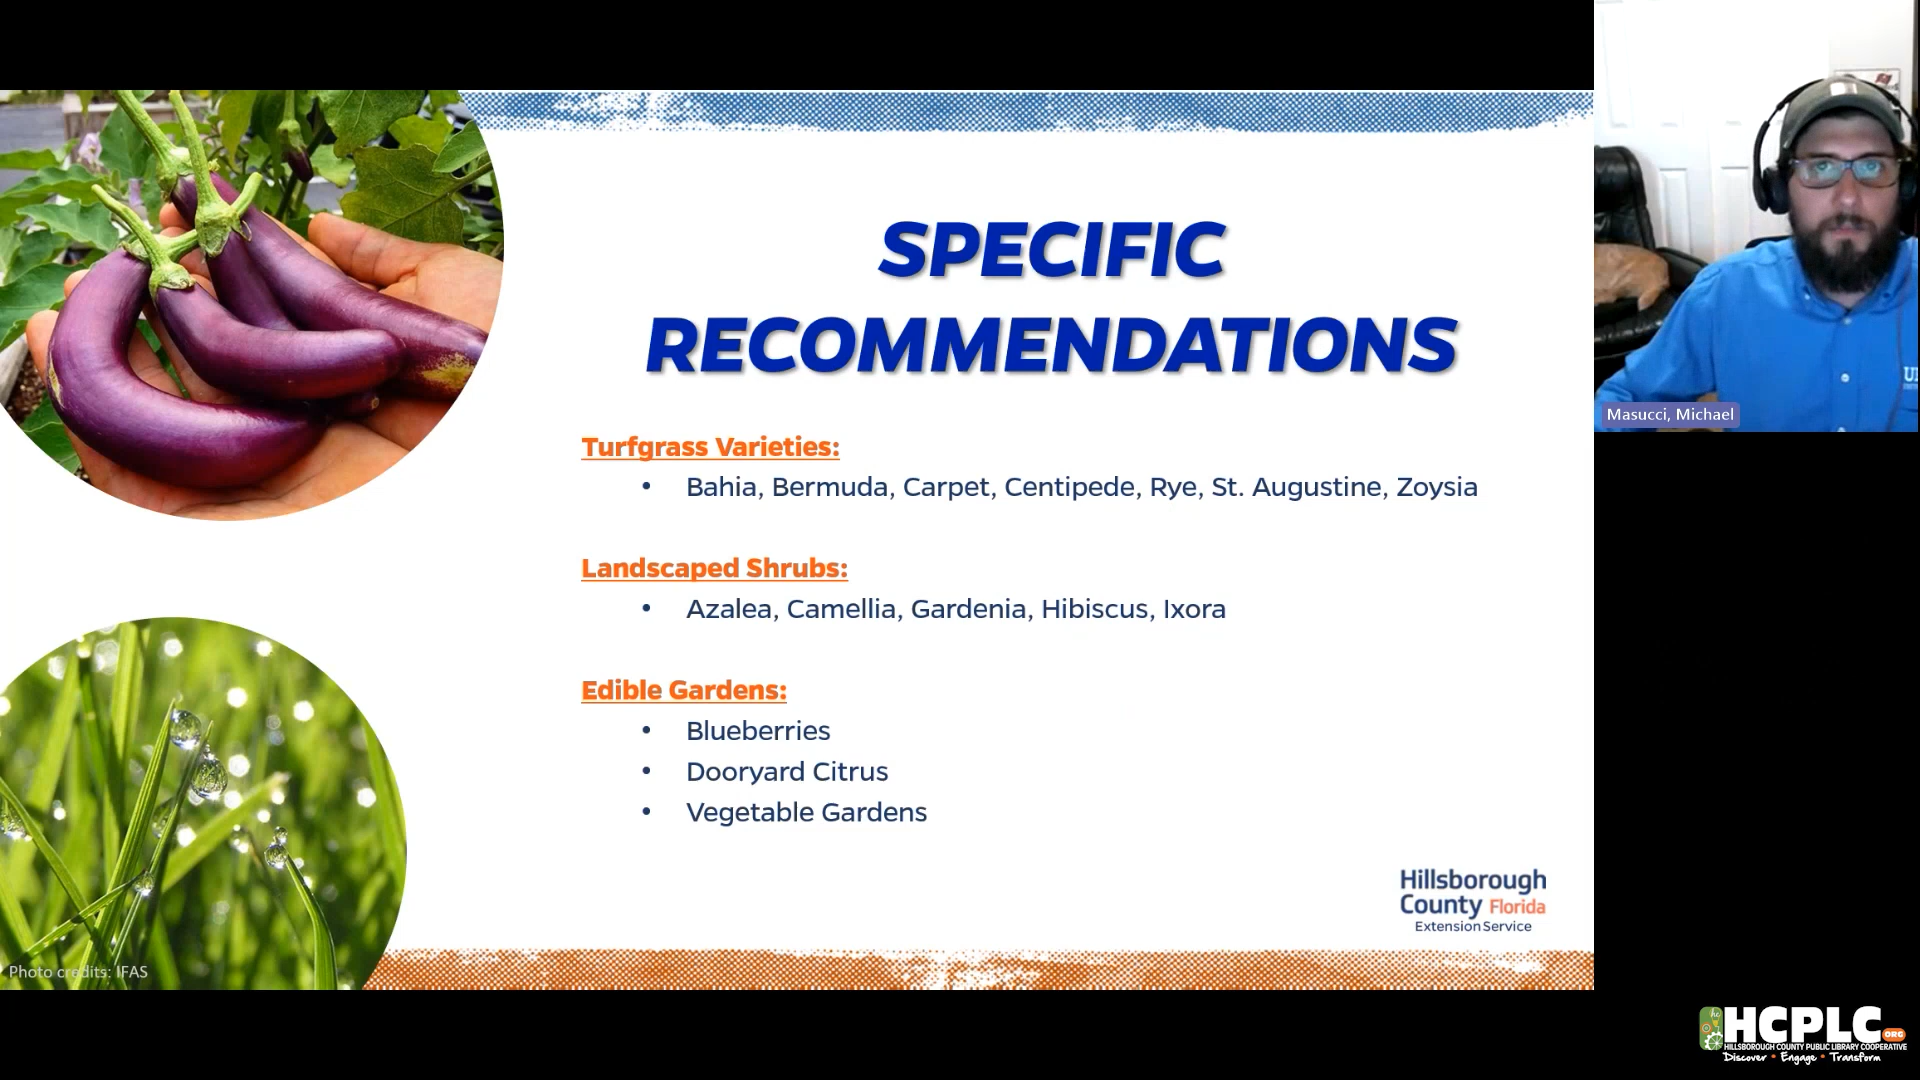 SPECIFIC
RECOMMENDATIONS
Turfgrass Varieties:
• Bahia, Bermuda, Carpet, Centipede, Rye, St. Augustine, Zoysia
Landscaped Shrubs:
• Azalea, Camellia, Gardenia, Hibiscus, Ixora
Edible Gardens:
• Blueberries
• Dooryard Citrus
• Vegetable Gardens
Hillsborough
County Florida
Extension Service
Photo credits: IFAS
Masucci, Michael
HCPLC.ORG
HILLSBOROUGH COUNTY PUBLIC LIBRARY COOPERATIVE
Discover • Engage • Transform